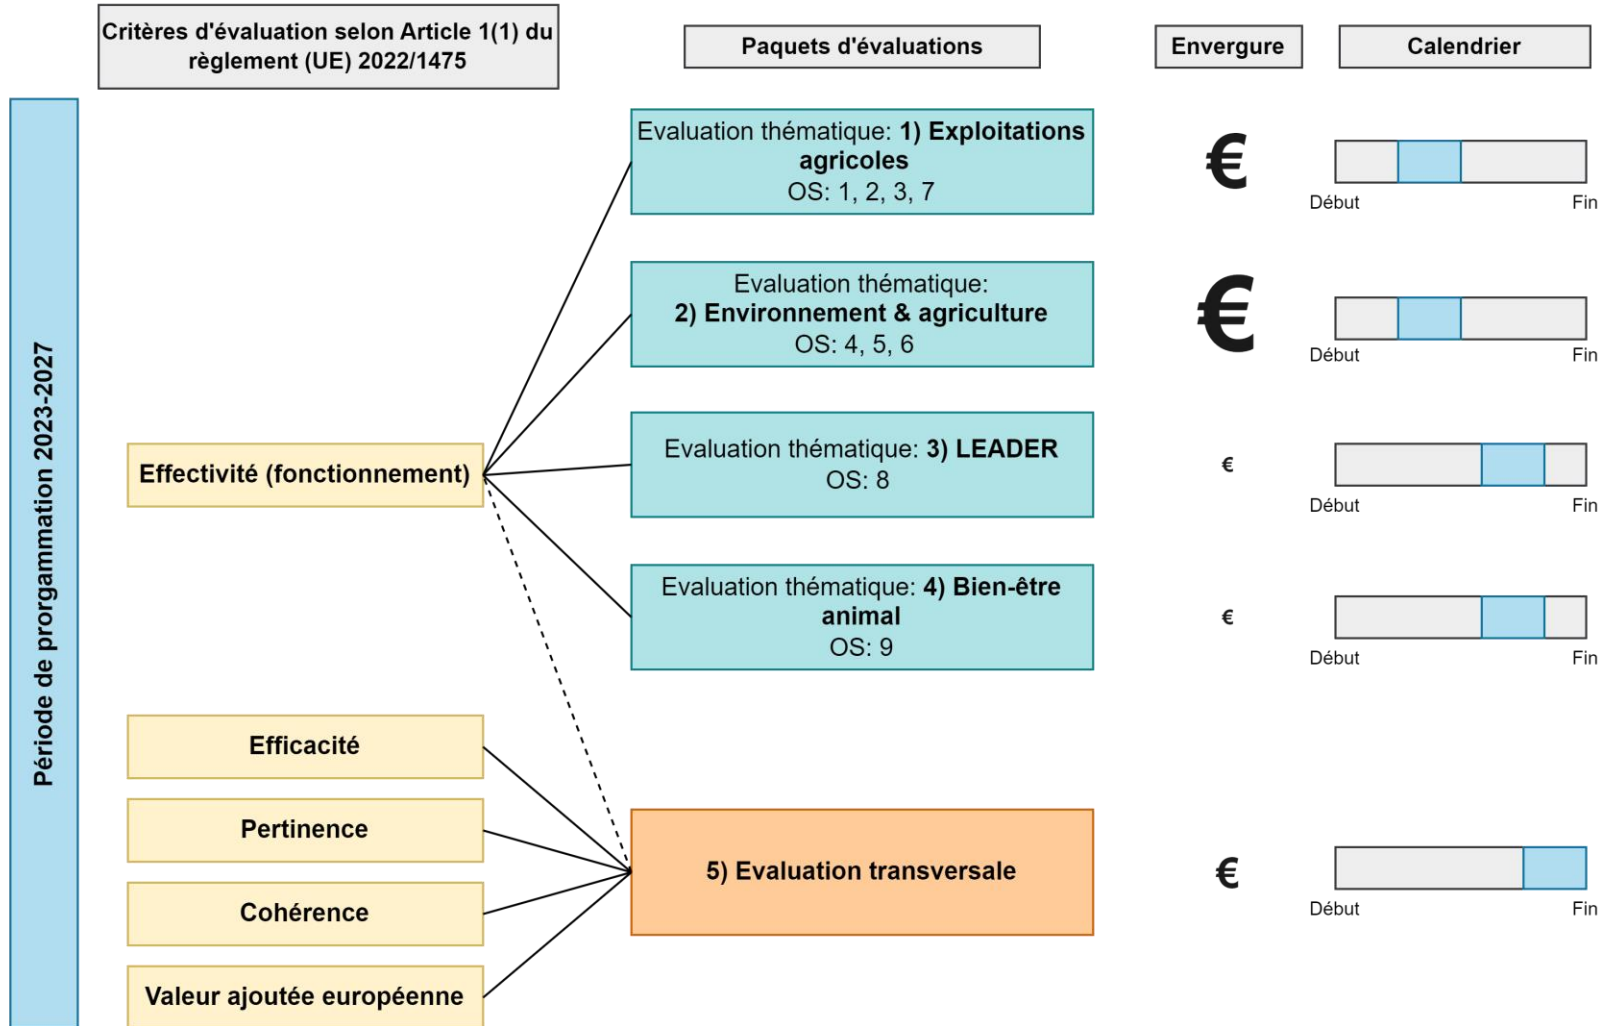 Critères d'évaluation selon Article 1(1) du
règlement (UE) 2022/1475
Paquets d'évaluations
Envergure
Calendrier
Période de prorgammation 2023-2027
Effectivité (fonctionnement)
Efficacité
Pertinence
Cohérence
Valeur ajoutée européenne
Evaluation thématique: 1) Exploitations
agricoles
OS: 1, 2, 3, 7
€
Début
Fin
Evaluation thématique:
2) Environnement & agriculture
OS: 4, 5, 6
€
Début
Fin
Evaluation thématique: 3) LEADER
OS: 8
€
Début
Fin
Evaluation thématique: 4) Bien-être
animal
OS: 9
€
Début
Fin
5) Evaluation transversale
€
Début
Fin